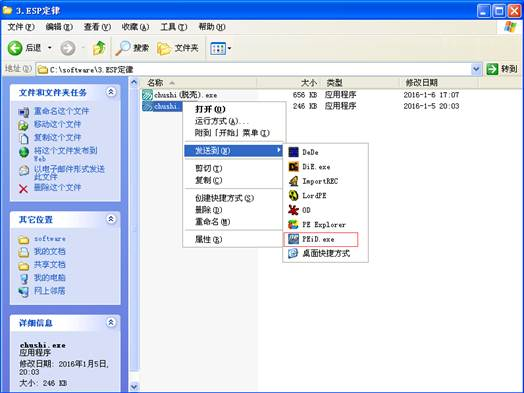 3. ESP定律
文件(F) 编辑(E) 查看(V) 收藏(A) 工具(T) 帮助(H)
后退 搜索 文件夹
地址(D) C:\software\3.ESP定律 转到
文件和文件夹任务
重命名这个文件
移动这个文件
复制这个文件
将这个文件发布到
Web
以电子邮件形式发送
此文件
删除这个文件
其它位置
software
我的文档
共享文档
我的电脑
网上邻居
详细信息
chushi.exe
应用程序
修改日期: 2016年1月5日,
20:03
大小: 246 KB
名称 大小 类型 修改日期
chushi(脱壳).exe 656 KB 应用程序 2016-1-6 17:07
chushi. 246 KB 应用程序 2016-1-5 20:03
打开(O)
运行方式(A)...
附到「开始」菜单(I)
发送到(N)
剪切(T)
复制(C)
创建快捷方式(S)
删除(D)
重命名(M)
属性(R)
DeDe
DiE.exe
ImportREC
LordPE
OD
PE Explorer
PEiD.exe
桌面快捷方式